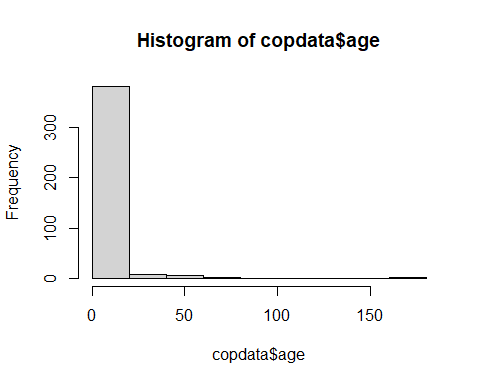 Histogram of copdata$age
Frequency
300
200
100
0
0 50 100 150
copdata$age